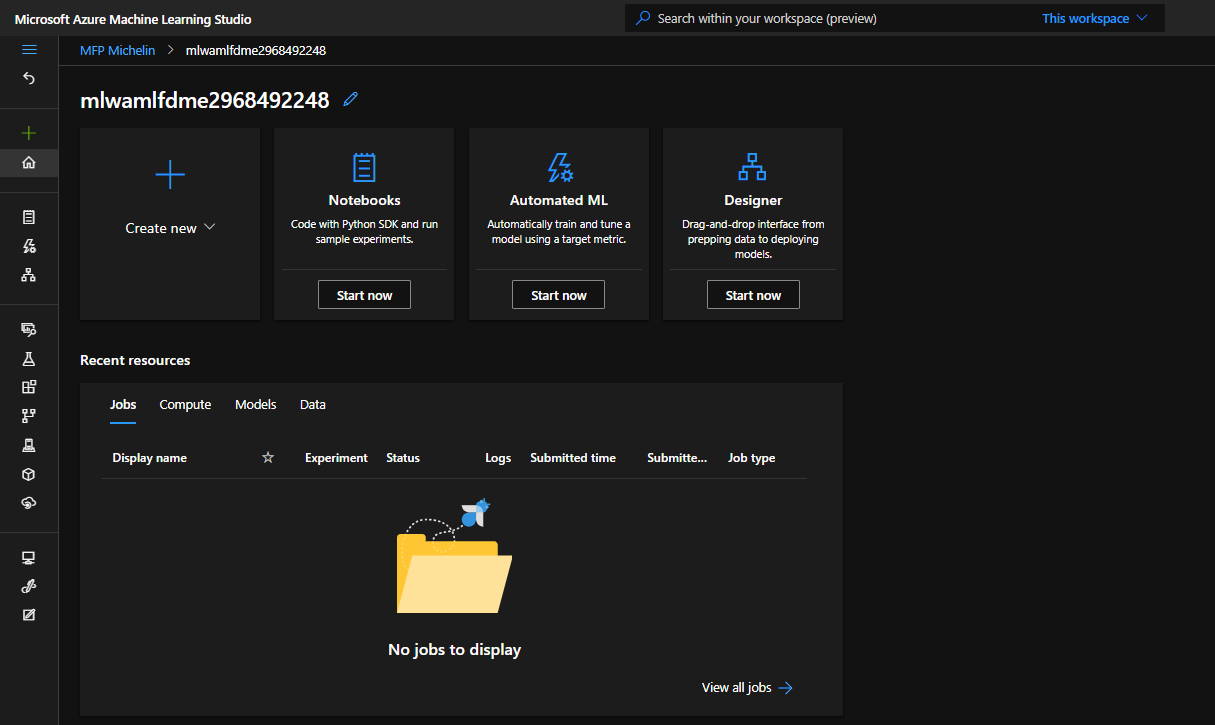 Microsoft Azure Machine Learning Studio
Search within your workspace (preview)
This workspace
MFP Michelin > mlwamlfdme2968492248
mlwamlfdme2968492248
Create new
Notebooks
Code with Python SDK and run
sample experiments.
Start now
Automated ML
Automatically train and tune a
model using a target metric.
Start now
Designer
Drag-and-drop interface from
prepping data to deploying
models.
Start now
Recent resources
Jobs Compute Models Data
Display name Experiment Status Logs Submitted time Submitte... Job type
No jobs to display
View all jobs